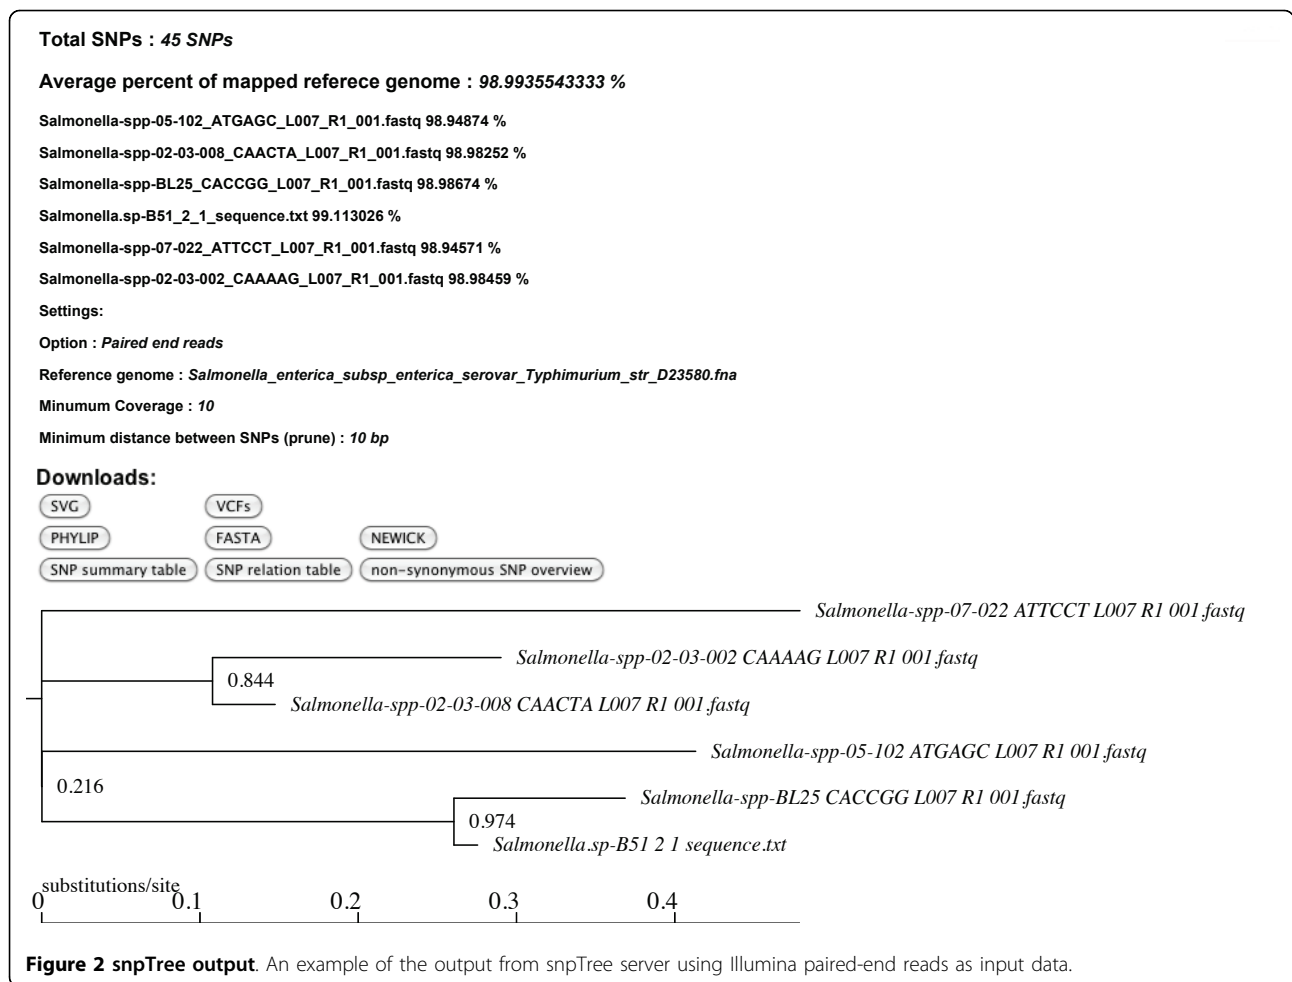 Total SNPs : 45 SNPs
Average percent of mapped referece genome : 98.9935543333 %
Salmonella-spp-05-102_ATGAGC_L007_R1_001.fastq 98.94874 %
Salmonella-spp-02-03-008_CAACTA_L007_R1_001.fastq 98.98252 %
Salmonella-spp-BL25_CACCGG_L007_R1_001.fastq 98.98674 %
Salmonella.sp-B51_2_1_sequence.txt 99.113026 %
Salmonella-spp-07-022_ATTCCT_L007_R1_001.fastq 98.94571 %
Salmonella-spp-02-03-002_CAAAAG_L007_R1_001.fastq 98.98459 %
Settings:
Option : Paired end reads
Reference genome : Salmonella_enterica_subsp_enterica_serovar_Typhimurium_str_D23580.fna
Minumum Coverage : 10
Minimum distance between SNPs (prune) : 10 bp
Downloads:
SVG VCFs
PHYLIP FASTA NEWICK
SNP summary table SNP relation table non-synonymous SNP overview
Salmonella-spp-07-022 ATTCCT L007 R1 001.fastq
Salmonella-spp-02-03-002 CAAAAG L007 R1 001.fastq
0.844
Salmonella-spp-02-03-008 CAACTA L007 R1 001.fastq
Salmonella-spp-05-102 ATGAGC L007 R1 001.fastq
0.216
Salmonella-spp-BL25 CACCGG L007 R1 001.fastq
0.974
Salmonella.sp-B51 2 1 sequence.txt
substitutions/site
0 0.1 0.2 0.3 0.4
Figure 2 snpTree output. An example of the output from snpTree server using Illumina paired-end reads as input data.